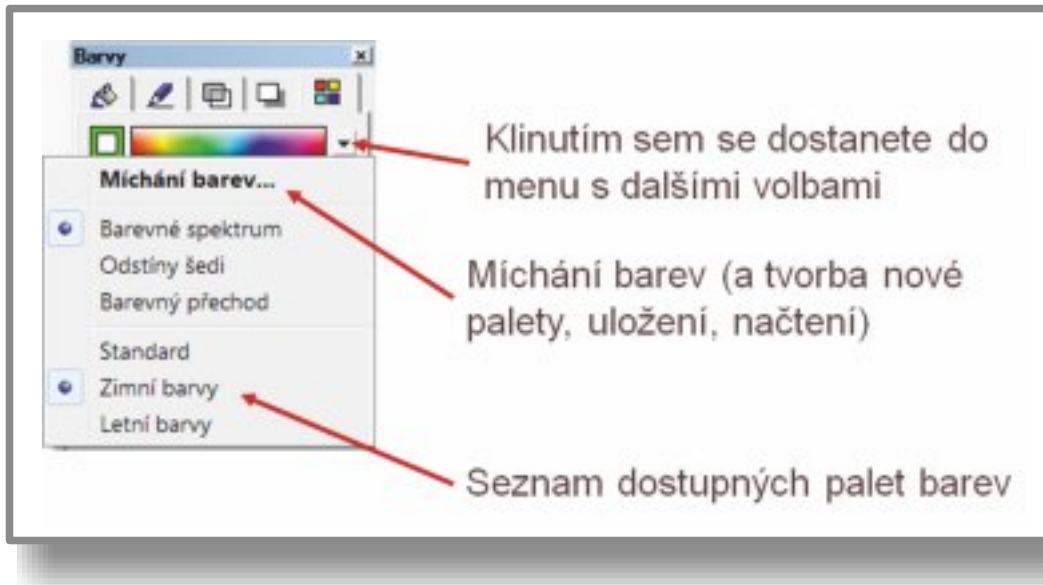 Barvy
Míchání barev...
Barevné spektrum
Odstíny šedi
Barevný přechod
Standard
Zimní barvy
Letní barvy
Klinutím sem se dostanete do
menu s dalšími volbami
Míchání barev (a tvorba nové
palety, uložení, načtení)
Seznam dostupných palet barev